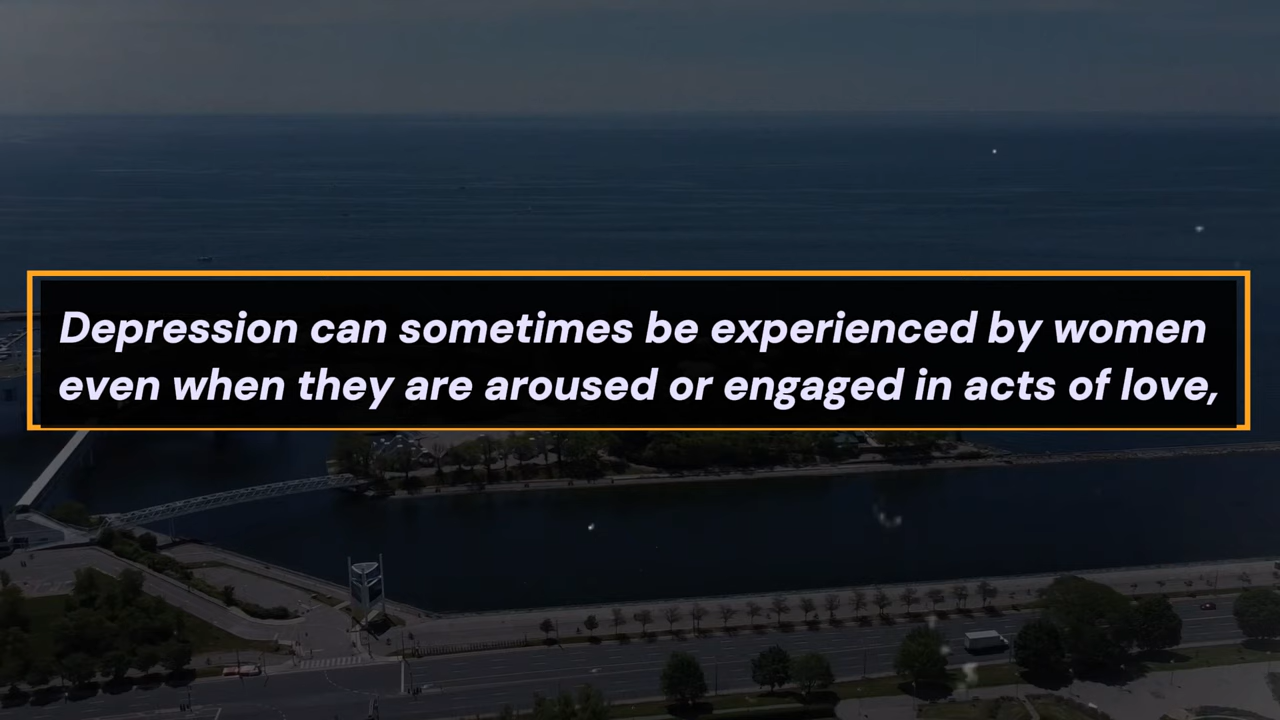 Depression can sometimes be experienced by women
even when they are aroused or engaged in acts of love,